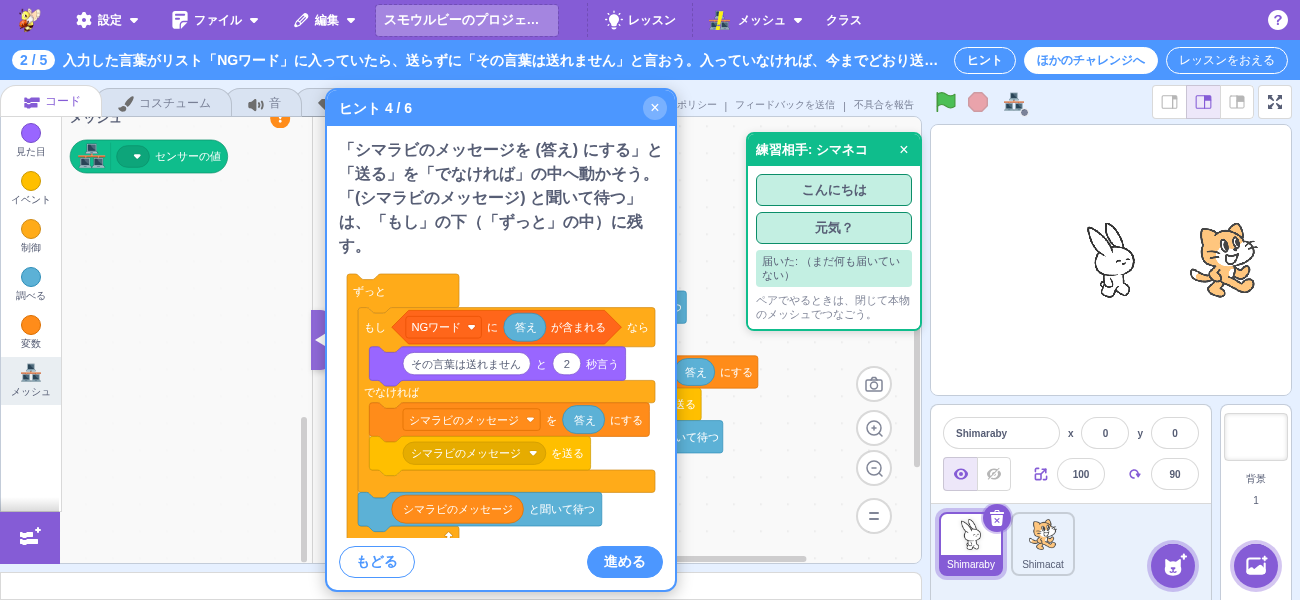 設定
ファイル
編集
スモウルビーのプロジェ…
レッスン
メッシュ
クラス
?
2 / 5
入力した言葉がリスト「NGワード」に入っていたら、送らずに「その言葉は送れません」と言おう。入っていなければ、今までどおり送…
ヒント
ほかのチャレンジへ
レッスンをおえる
コード
コスチューム
音
ポリシー | フィードバックを送信 | 不具合を報告
見た目
イベント
制御
調べる
変数
メッシュ
メッシュ
センサーの値
ヒント 4 / 6
×
「シマラビのメッセージを (答え) にする」と
「送る」を「でなければ」の中へ動かそう。
「(シマラビのメッセージ) と聞いて待つ」
は、「もし」の下（「ずっと」の中）に残
す。
ずっと
もし NGワード に 答え が含まれる なら
その言葉は送れません と 2 秒言う
でなければ
シマラビのメッセージ を 答え にする
シマラビのメッセージ を送る
シマラビのメッセージ と聞いて待つ
もどる
進める
つ
答え にする
送る
いて待つ
練習相手: シマネコ
×
こんにちは
元気？
届いた: （まだ何も届いてい
ない）
ペアでやるときは、閉じて本物
のメッシュでつなごう。
Shimaraby
x
0
y
0
100
90
Shimaraby
Shimacat
背景
1